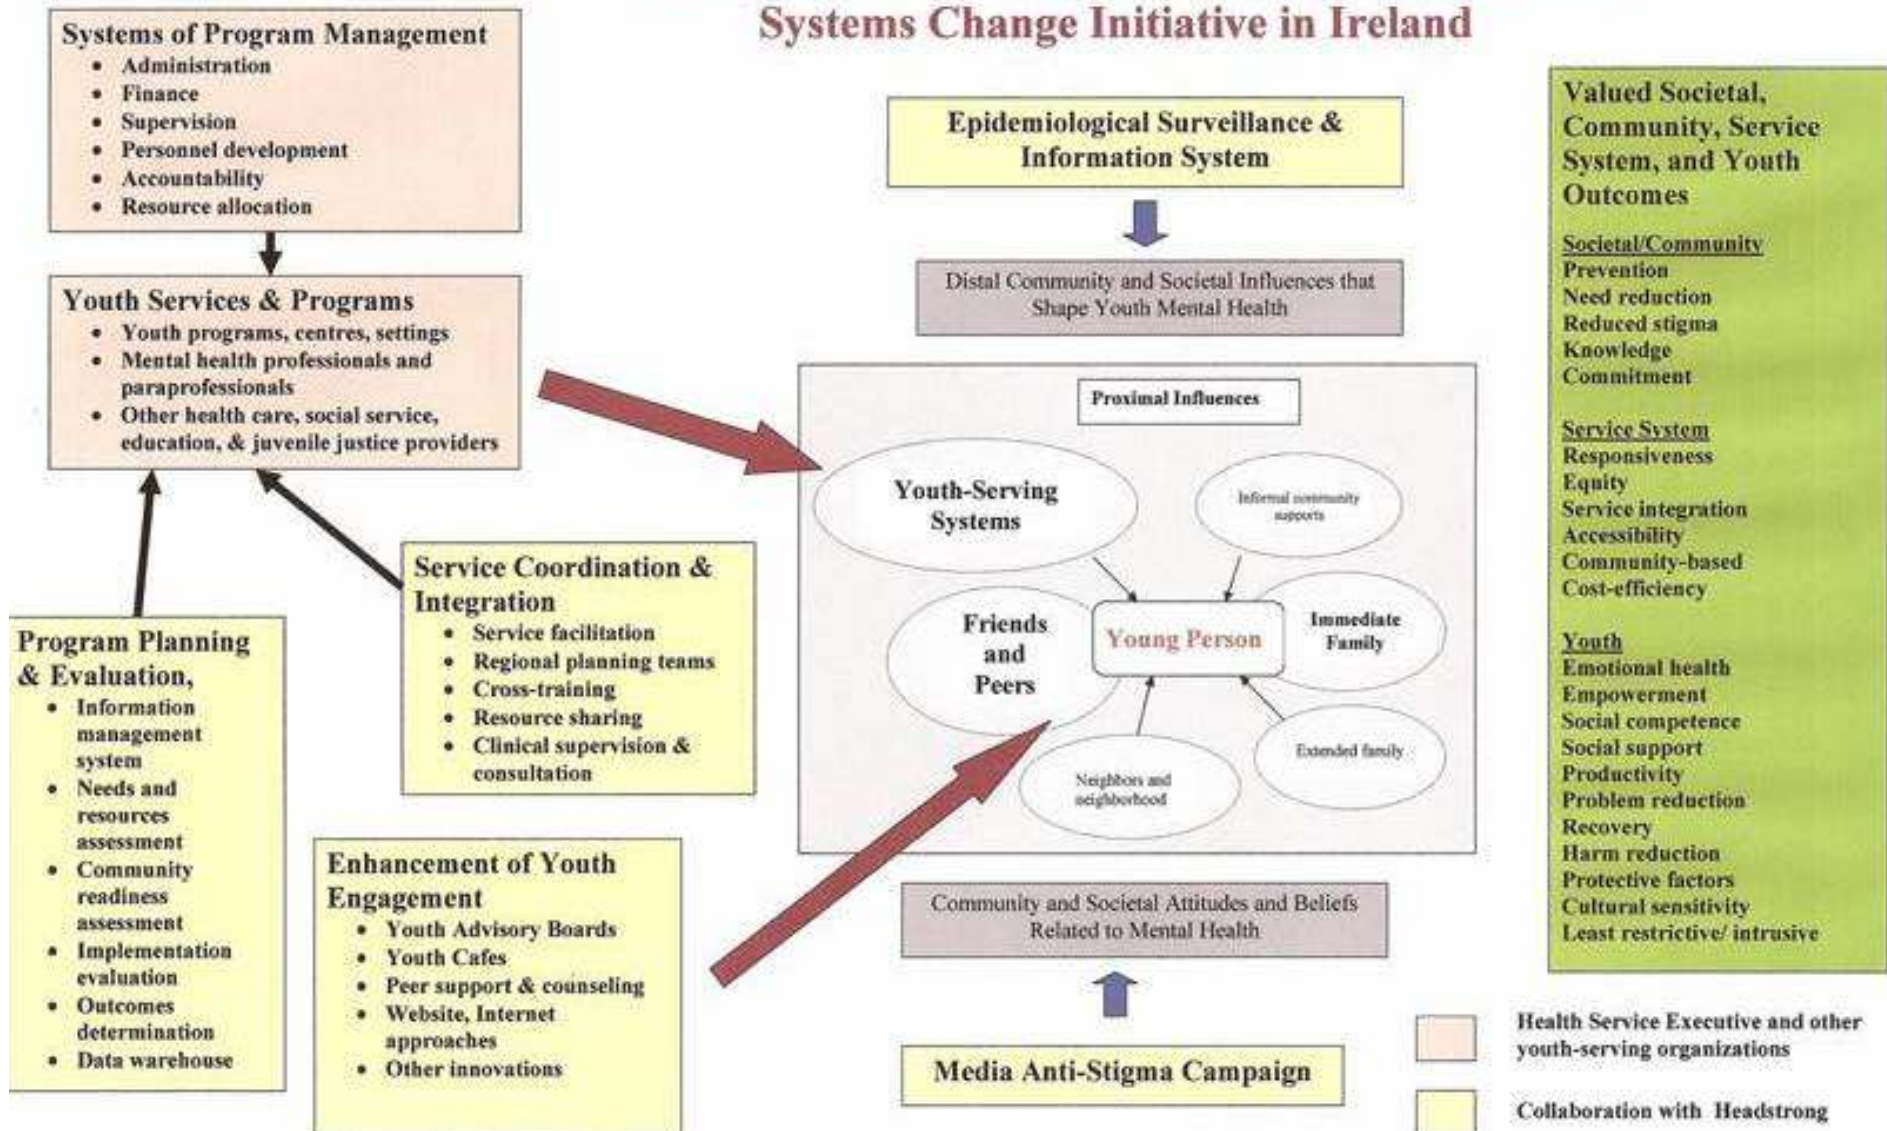 Systems Change Initiative in Ireland
Systems of Program Management
• Administration
• Finance
• Supervision
• Personnel development
• Accountability
• Resource allocation
Youth Services & Programs
• Youth programs, centres, settings
• Mental health professionals and
paraprofessionals
• Other health care, social service,
education, & juvenile justice providers
Program Planning
& Evaluation,
• Information
management
system
• Needs and
resources
assessment
• Community
readiness
assessment
• Implementation
evaluation
• Outcomes
determination
• Data warehouse
Service Coordination &
Integration
• Service facilitation
• Regional planning teams
• Cross-training
• Resource sharing
• Clinical supervision &
consultation
Enhancement of Youth
Engagement
• Youth Advisory Boards
• Youth Cafes
• Peer support & counseling
• Website, Internet
approaches
• Other innovations
Epidemiological Surveillance &
Information System
Distal Community and Societal Influences that
Shape Youth Mental Health
Proximal Influences
Youth-Serving
Systems
Informal community
supports
Friends
and
Peers
Young Person
Immediate
Family
Neighbors and
neighborhood
Extended family
Community and Societal Attitudes and Beliefs
Related to Mental Health
Media Anti-Stigma Campaign
Valued Societal,
Community, Service
System, and Youth
Outcomes
Societal/Community
Prevention
Need reduction
Reduced stigma
Knowledge
Commitment
Service System
Responsiveness
Equity
Service integration
Accessibility
Community-based
Cost-efficiency
Youth
Emotional health
Empowerment
Social competence
Social support
Productivity
Problem reduction
Recovery
Harm reduction
Protective factors
Cultural sensitivity
Least restrictive/ intrusive
Health Service Executive and other
youth-serving organizations
Collaboration with Headstrong